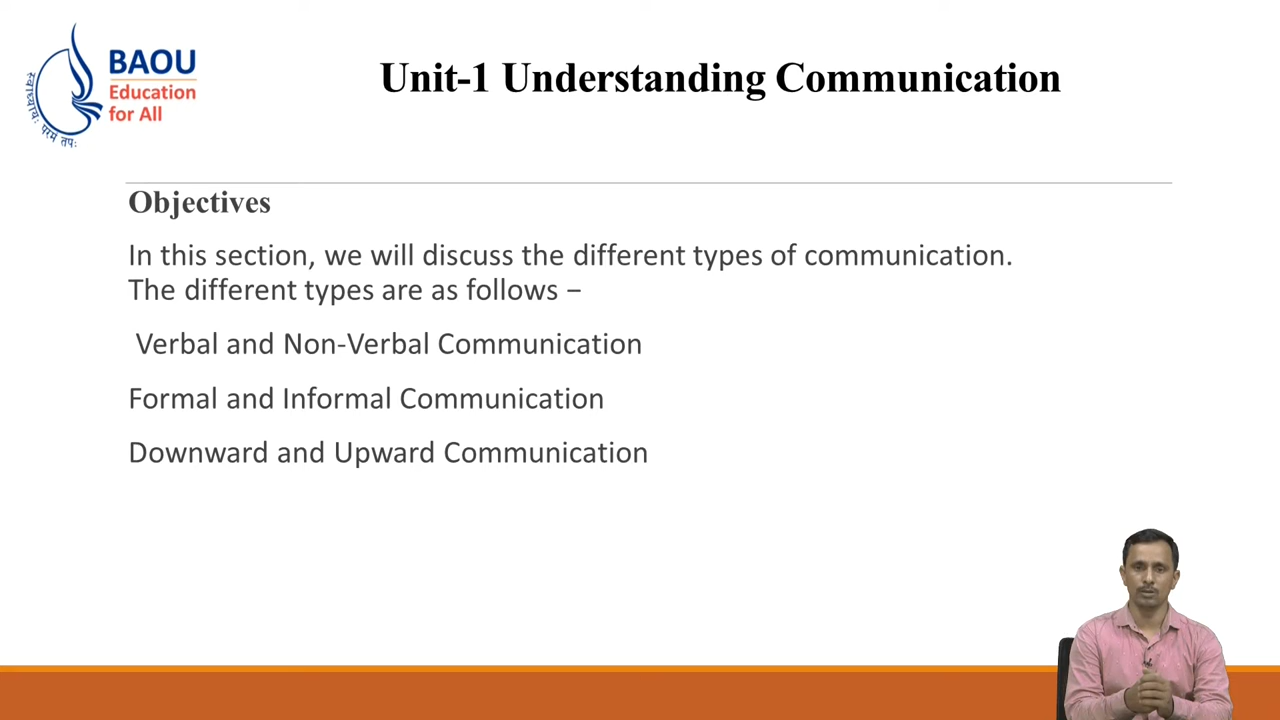 BAOU
Education
for All
स्वाध्यायः परमं तपः
Unit-1 Understanding Communication
Objectives
In this section, we will discuss the different types of communication.
The different types are as follows −
Verbal and Non-Verbal Communication
Formal and Informal Communication
Downward and Upward Communication